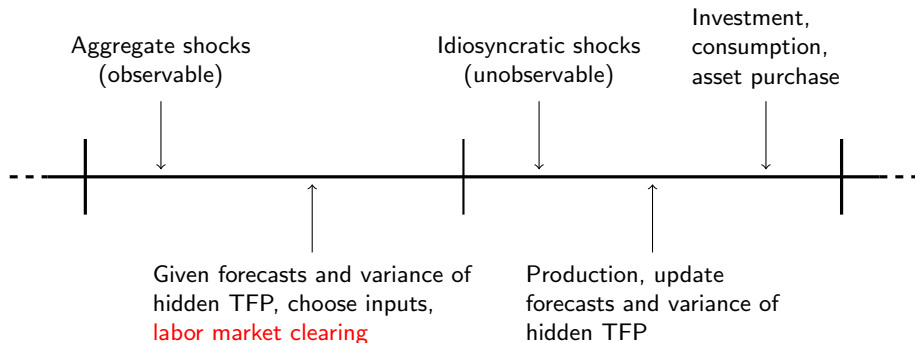 Aggregate shocks
(observable)
Idiosyncratic shocks
(unobservable)
Investment,
consumption,
asset purchase
Given forecasts and variance of
hidden TFP, choose inputs,
labor market clearing
Production, update
forecasts and variance of
hidden TFP